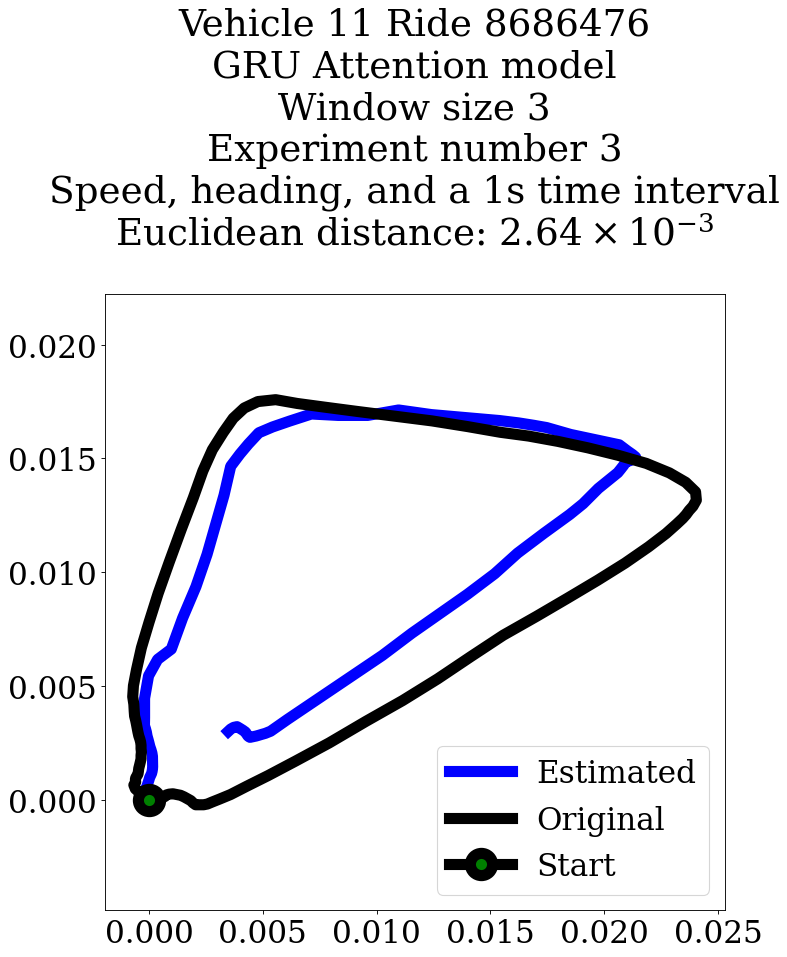 Vehicle 11 Ride 8686476
GRU Attention model
Window size 3
Experiment number 3
Speed, heading, and a 1s time interval
Euclidean distance: 2.64 × 10⁻³
0.020
0.015
0.010
0.005
0.000
Estimated
Original
Start
0.000 0.005 0.010 0.015 0.020 0.025